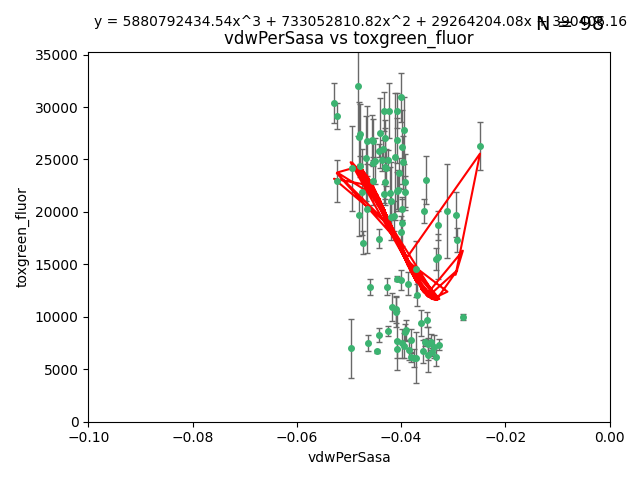 y = 5880792434.54x^3 + 733052810.82x^2 + 29264204.08x + 390406.16
N = 98
vdwPerSasa vs toxgreen_fluor
35000
30000
25000
20000
15000
10000
5000
0
toxgreen_fluor
−0.10 −0.08 −0.06 −0.04 −0.02 0.00
vdwPerSasa